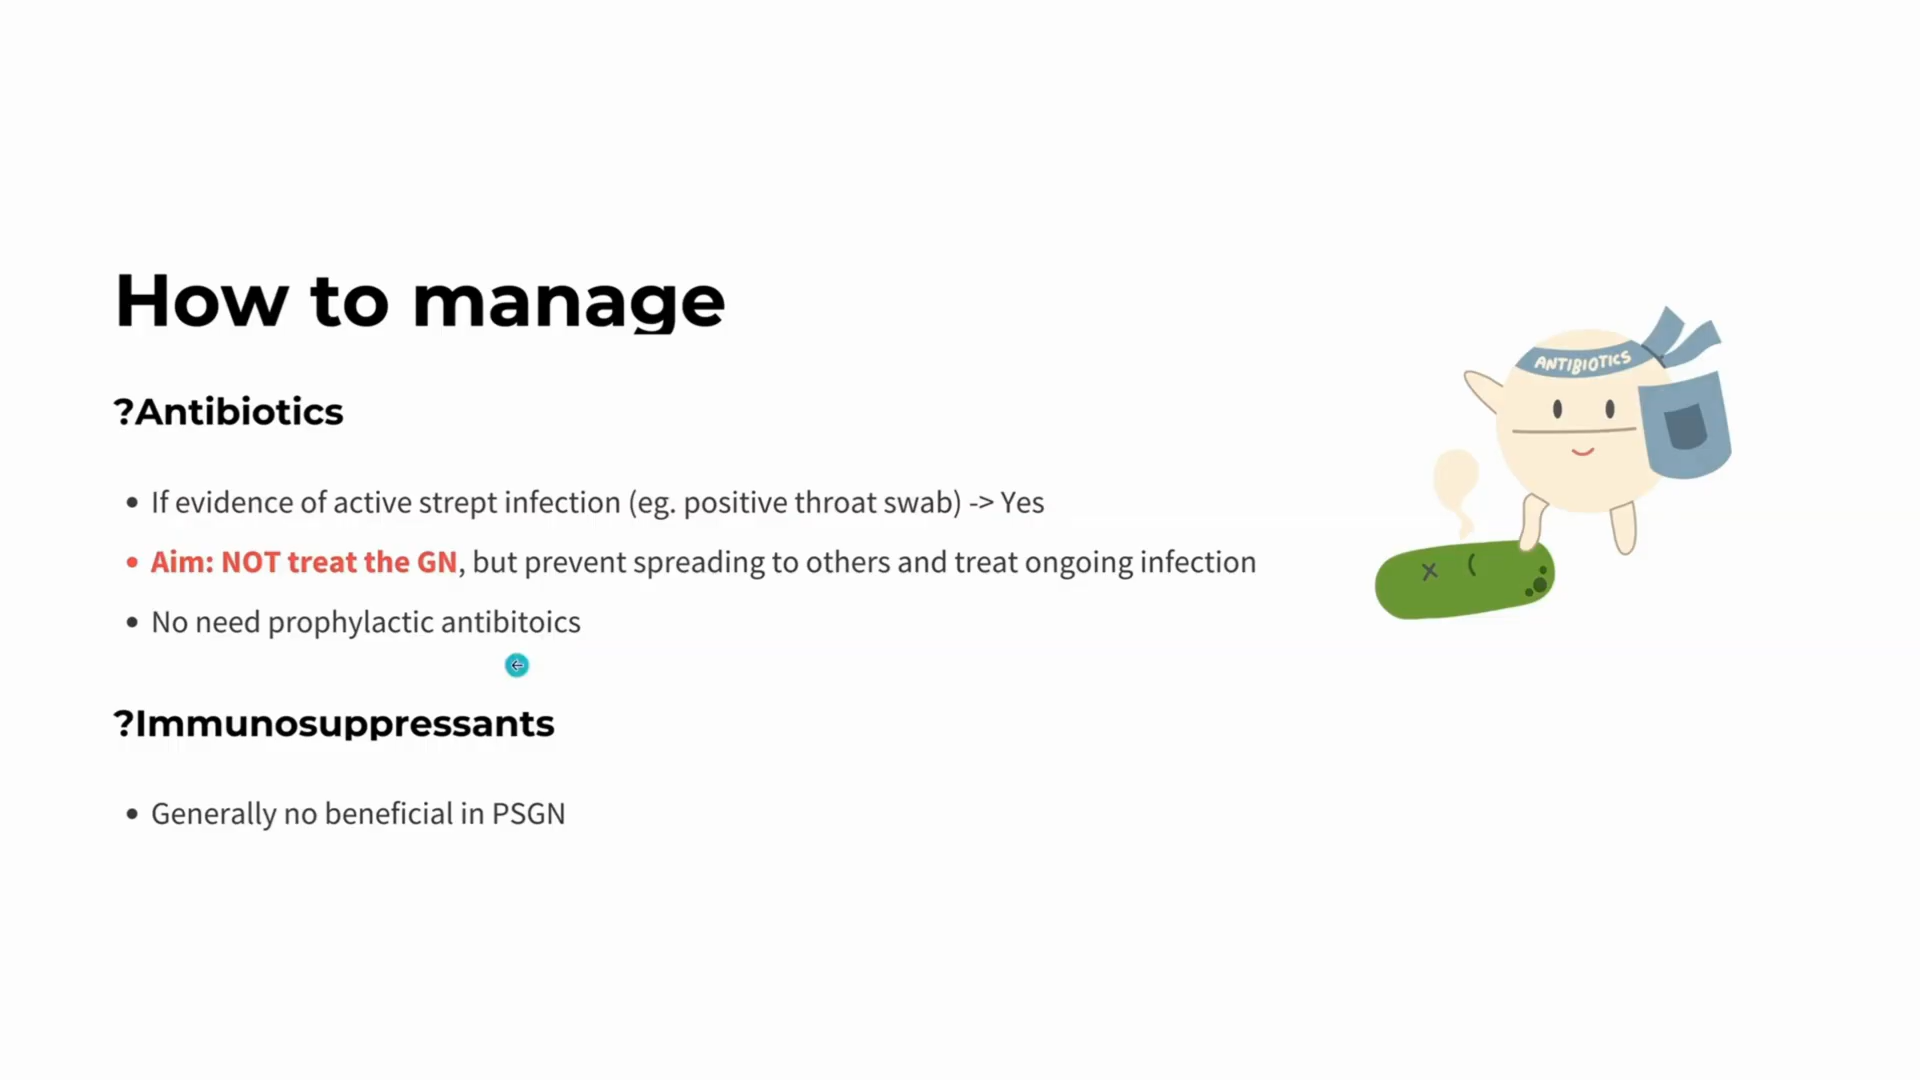 How to manage
?Antibiotics
• If evidence of active strept infection (eg. positive throat swab) -> Yes
• Aim: NOT treat the GN, but prevent spreading to others and treat ongoing infection
• No need prophylactic antibitoics
?Immunosuppressants
• Generally no beneficial in PSGN
ANTIBIOTICS